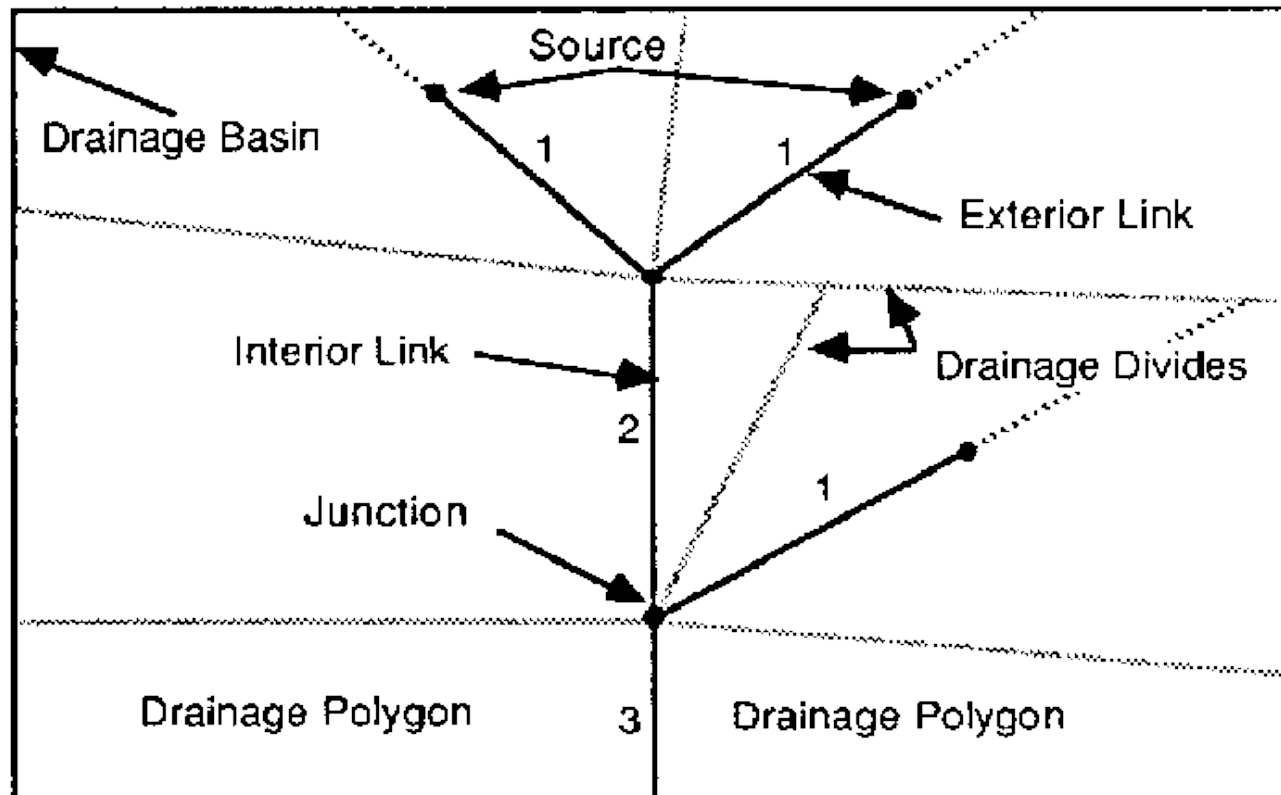 Source
Drainage Basin
1
1
Exterior Link
Interior Link
Drainage Divides
2
1
Junction
Drainage Polygon
3
Drainage Polygon